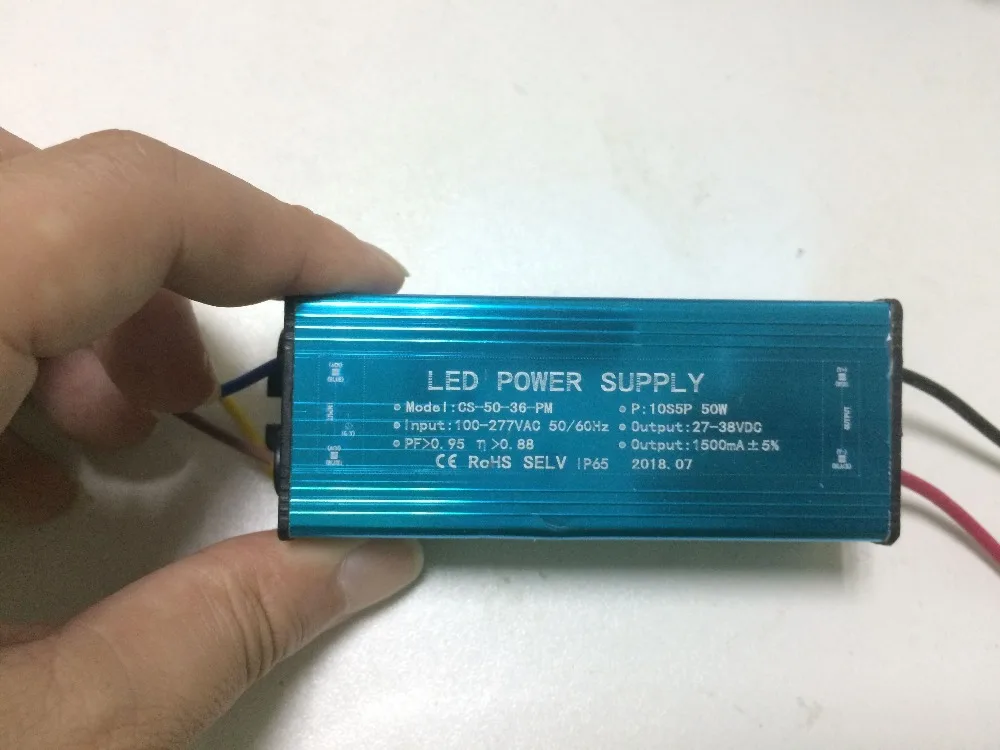 LED POWER SUPPLY
Model:CS-50-36-PM
P:10S5P 50W
Input:100-277VAC 50/60Hz
Output:27-38VDC
PF>0.95 η>0.88
Output:1500mA±5%
CE RoHS SELV IP65 2018.07
OUTPUT